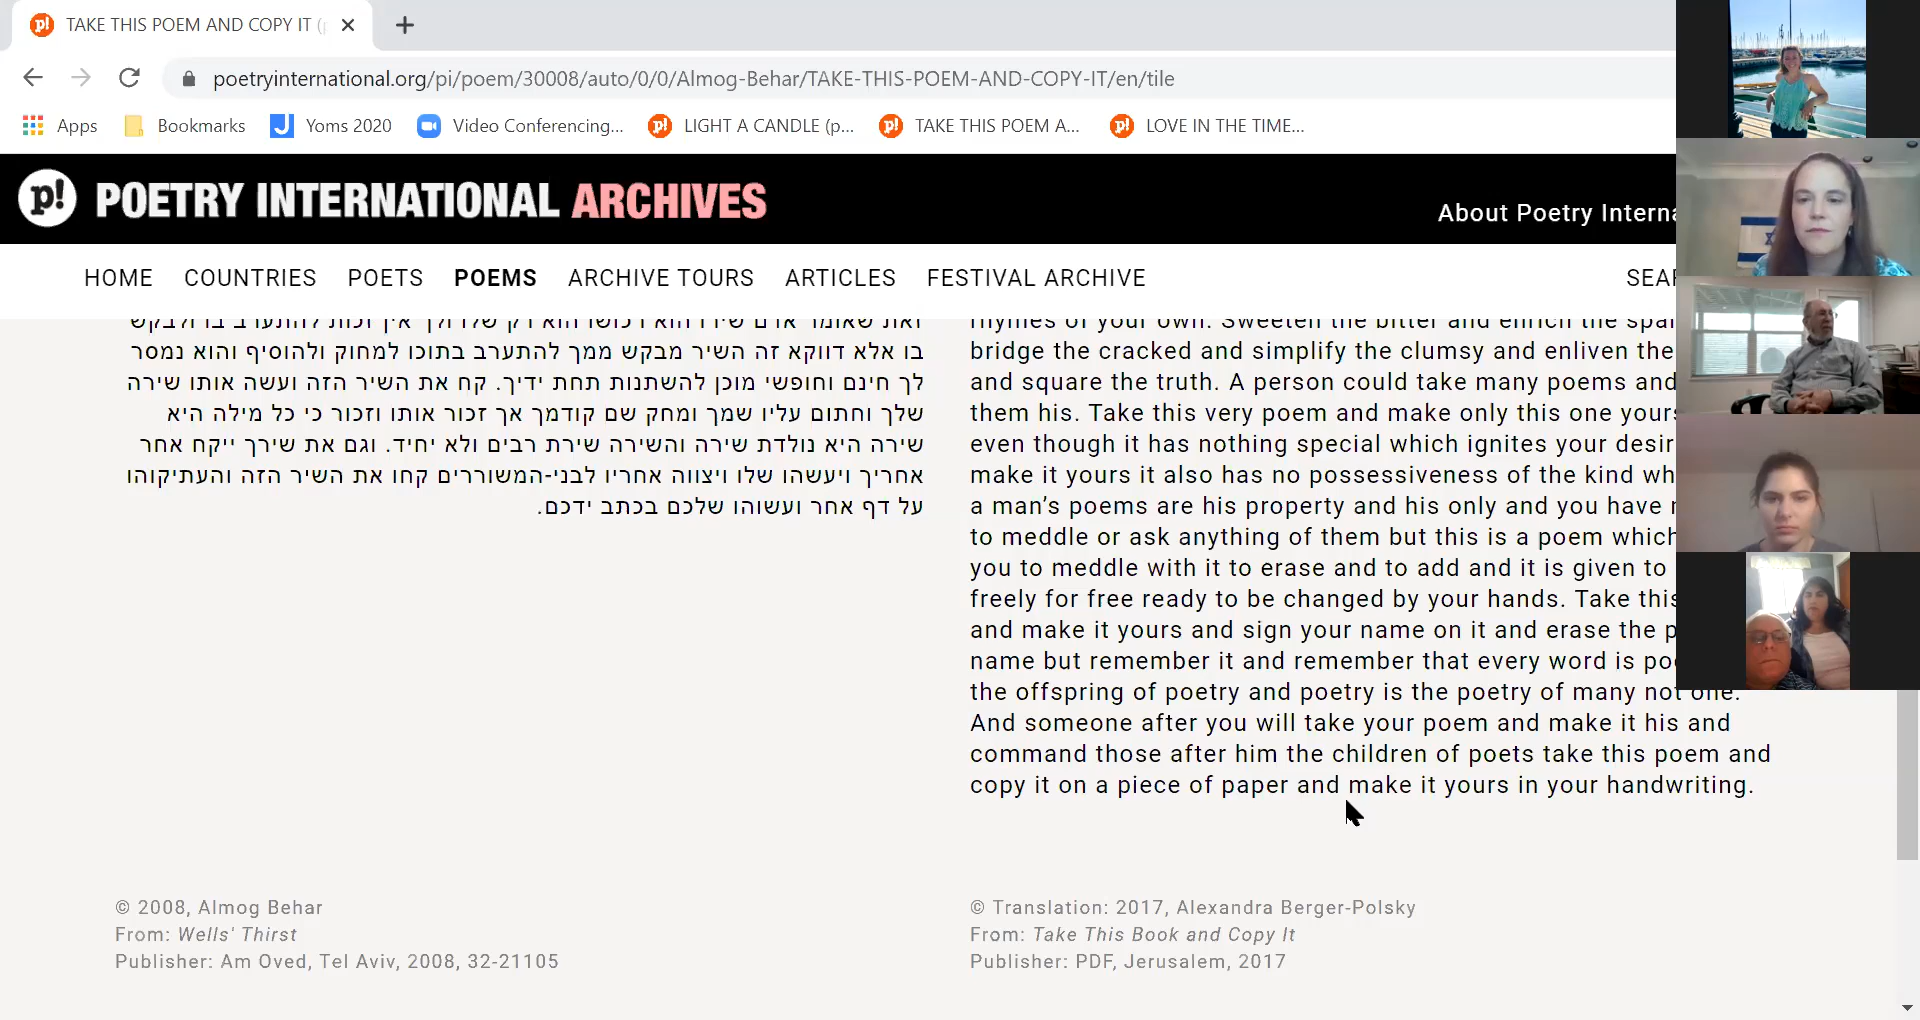 TAKE THIS POEM AND COPY IT (
poetryinternational.org/pi/poem/30008/auto/0/0/Almog-Behar/TAKE-THIS-POEM-AND-COPY-IT/en/tile
Apps Bookmarks Yoms 2020 Video Conferencing... LIGHT A CANDLE (p... TAKE THIS POEM A... LOVE IN THE TIME...
p! POETRY INTERNATIONAL ARCHIVES
About Poetry Interna
HOME COUNTRIES POETS POEMS ARCHIVE TOURS ARTICLES FESTIVAL ARCHIVE SEAR
בו אלא דווקא זה השיר מבקש ממך להתערב בתוכו למחוק ולהוסיף והוא נמסר
לך חינם וחופשי מוכן להשתנות תחת ידיך. קח את השיר הזה ועשה אותו שירה
שלך וחתום עליו שמך ומחק שם קודמך אך זכור אותו וזכור כי כל מילה היא
שירה היא נולדת שירה והשירה שירת רבים ולא יחיד. וגם את שירך ייקח אחר
אחריך ויעשהו שלו ויצווה אחריו לבני-המשוררים קחו את השיר הזה והעתיקוהו
על דף אחר ועשוהו שלכם בכתב ידכם.
rhymes of your own. Sweeten the bitter and enrich the
bridge the cracked and simplify the clumsy and enliven the
and square the truth. A person could take many poems and
them his. Take this very poem and make only this one yours
even though it has nothing special which ignites your desir
make it yours it also has no possessiveness of the kind wh
a man's poems are his property and his only and you have
to meddle or ask anything of them but this is a poem which
you to meddle with it to erase and to add and it is given to
freely for free ready to be changed by your hands. Take this
and make it yours and sign your name on it and erase the p
name but remember it and remember that every word is po
the offspring of poetry and poetry is the poetry of many not one.
And someone after you will take your poem and make it his and
command those after him the children of poets take this poem and
copy it on a piece of paper and make it yours in your handwriting.
© 2008, Almog Behar
From: Wells' Thirst
Publisher: Am Oved, Tel Aviv, 2008, 32-21105
© Translation: 2017, Alexandra Berger-Polsky
From: Take This Book and Copy It
Publisher: PDF, Jerusalem, 2017